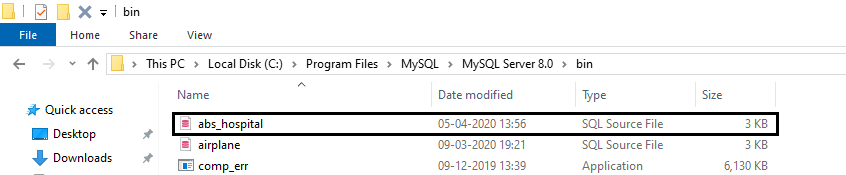 bin
File Home Share View
This PC Local Disk (C:) Program Files MySQL MySQL Server 8.0 bin
Name Date modified Type Size
Quick access
abs_hospital 05-04-2020 13:56 SQL Source File 3 KB
Desktop
airplane 09-03-2020 19:21 SQL Source File 3 KB
Downloads
comp_err 09-12-2019 13:39 Application 6,130 KB